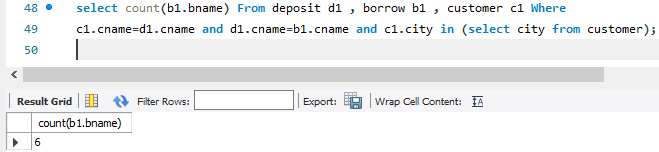 48 select count(b1.bname) From deposit d1 , borrow b1 , customer c1 Where
49 c1.cname=d1.cname and d1.cname=b1.cname and c1.city in (select city from customer);
50
Result Grid Filter Rows: Export: Wrap Cell Content: IA
count(b1.bname)
6